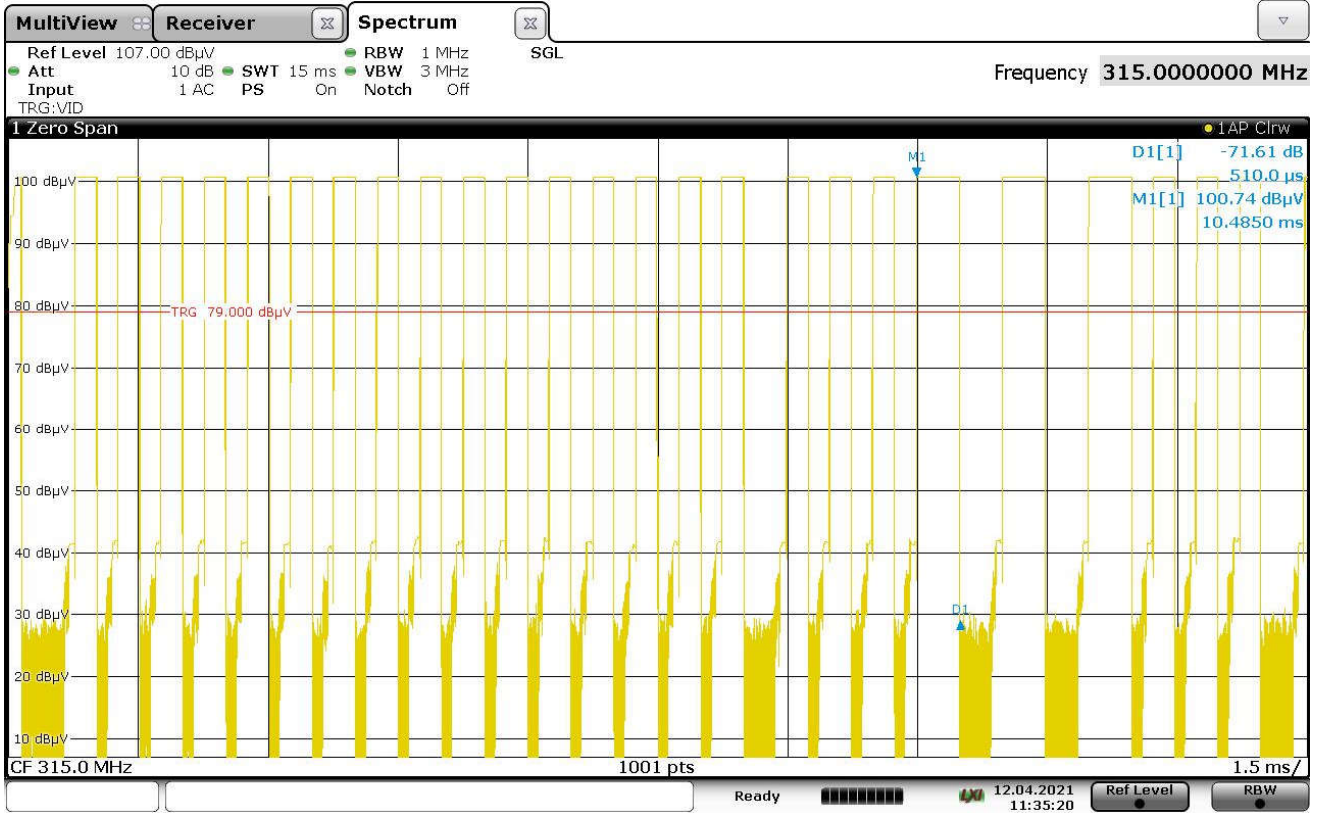 MultiView Receiver Spectrum
Ref Level 107.00 dBµV RBW 1 MHz SGL
Att 10 dB SWT 15 ms VBW 3 MHz
Input 1 AC PS On Notch Off
Frequency 315.0000000 MHz
TRG:VID
1 Zero Span 1AP Clrw
M1 D1[1] -71.61 dB
510.0 µs
M1[1] 100.74 dBµV
10.4850 ms
100 dBµV
90 dBµV
80 dBµV
TRG 79.000 dBµV
70 dBµV
60 dBµV
50 dBµV
40 dBµV
30 dBµV
D1
20 dBµV
10 dBµV
CF 315.0 MHz 1001 pts 1.5 ms/
Ready LXI 12.04.2021 Ref Level RBW
11:35:20